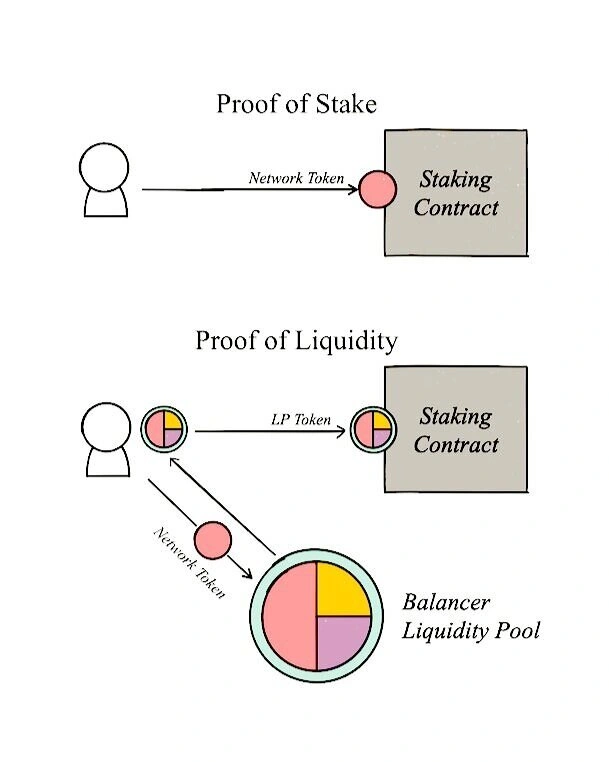 Proof of Stake
Network Token
Staking
Contract
Proof of Liquidity
LP Token
Staking
Contract
Network Token
Balancer
Liquidity Pool